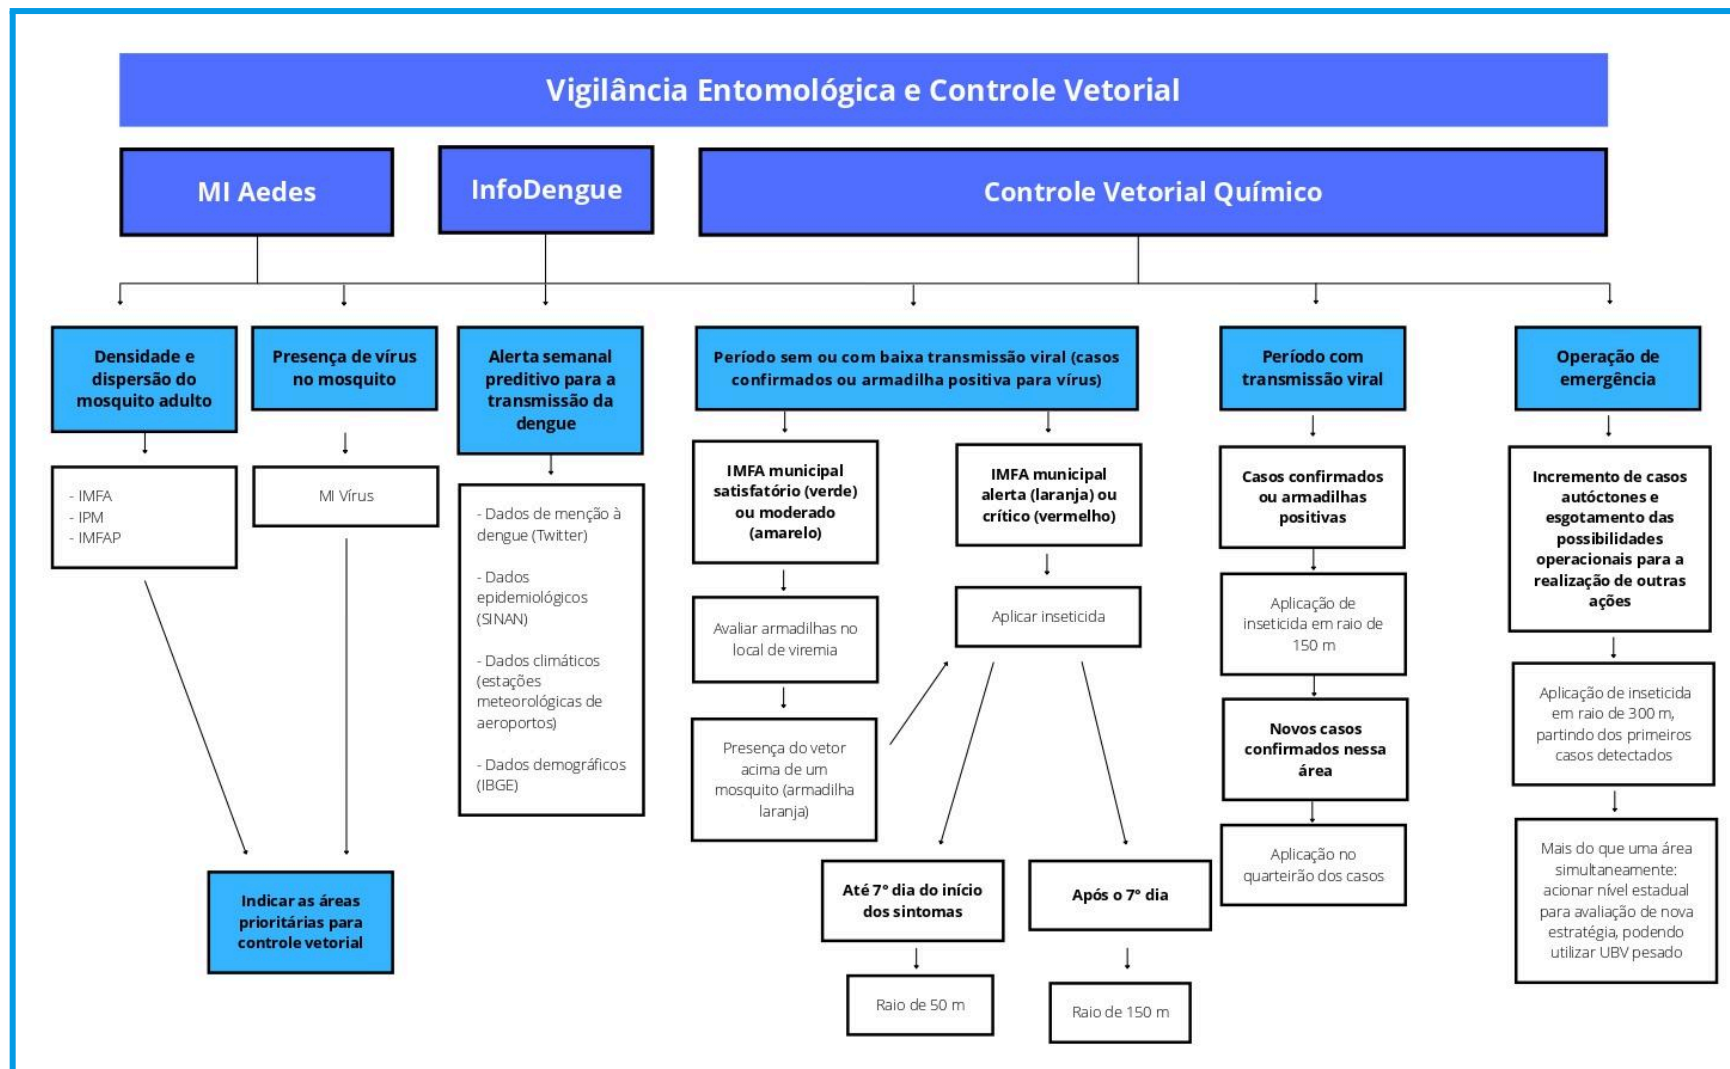 Vigilância Entomológica e Controle Vetorial
MI Aedes
InfoDengue
Controle Vetorial Químico
Densidade e
dispersão do
mosquito adulto
- IMFA
- IPM
- IMFAP
Presença de vírus
no mosquito
MI Vírus
Indicar as áreas
prioritárias para
controle vetorial
Alerta semanal
preditivo para a
transmissão da
dengue
- Dados de menção à
dengue (Twitter)
- Dados
epidemiológicos
(SINAN)
- Dados climáticos
(estações
meteorológicas de
aeroportos)
- Dados demográficos
(IBGE)
Período sem ou com baixa transmissão viral (casos
confirmados ou armadilha positiva para vírus)
IMFA municipal
satisfatório (verde)
ou moderado
(amarelo)
Avaliar armadilhas no
local de viremia
Presença do vetor
acima de um
mosquito (armadilha
laranja)
IMFA municipal
alerta (laranja) ou
crítico (vermelho)
Aplicar inseticida
Até 7º dia do início
dos sintomas
Raio de 50 m
Após o 7º dia
Raio de 150 m
Período com
transmissão viral
Casos confirmados
ou armadilhas
positivas
Aplicação de
inseticida em raio de
150 m
Novos casos
confirmados nessa
área
Aplicação no
quarteirão dos casos
Operação de
emergência
Incremento de casos
autóctones e
esgotamento das
possibilidades
operacionais para a
realização de outras
ações
Aplicação de inseticida
em raio de 300 m,
partindo dos primeiros
casos detectados
Mais do que uma área
simultaneamente:
acionar nível estadual
para avaliação de nova
estratégia, podendo
utilizar UBV pesado